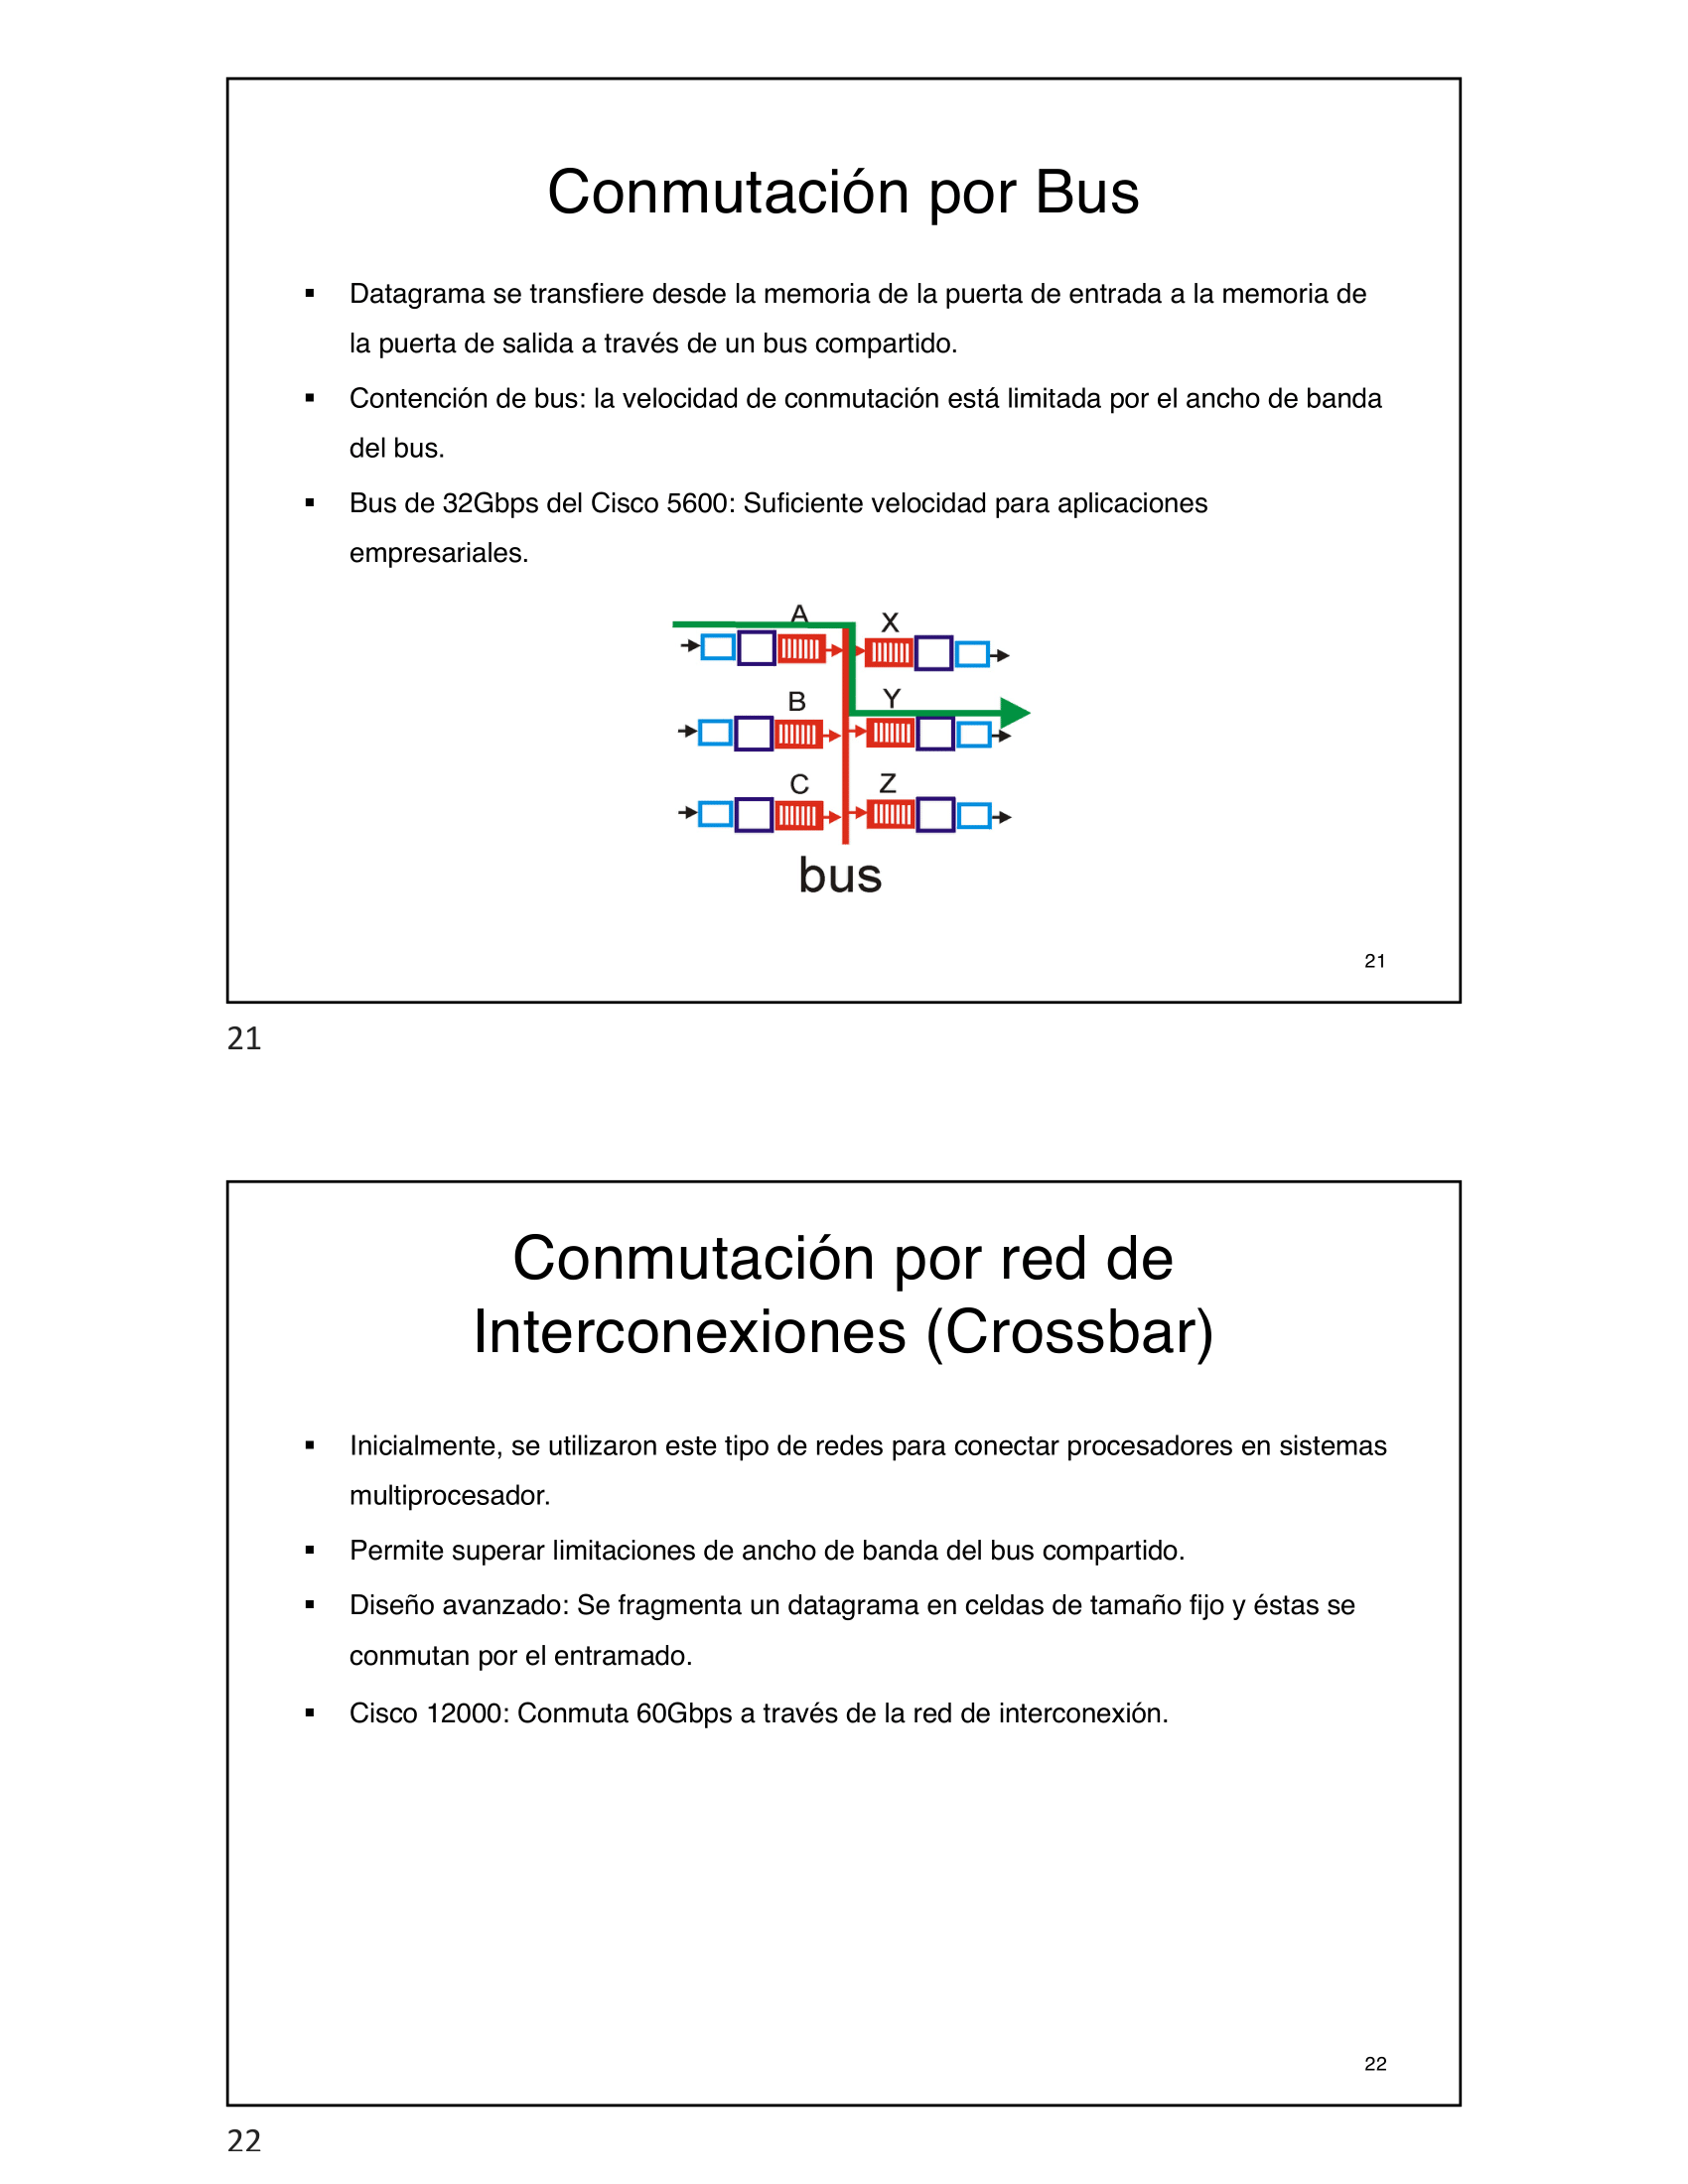 Conmutación por Bus
▪ Datagrama se transfiere desde la memoria de la puerta de entrada a la memoria de
la puerta de salida a través de un bus compartido.
▪ Contención de bus: la velocidad de conmutación está limitada por el ancho de banda
del bus.
▪ Bus de 32Gbps del Cisco 5600: Suficiente velocidad para aplicaciones
empresariales.
A X
B Y
C Z
bus
21
21
Conmutación por red de
Interconexiones (Crossbar)
▪ Inicialmente, se utilizaron este tipo de redes para conectar procesadores en sistemas
multiprocesador.
▪ Permite superar limitaciones de ancho de banda del bus compartido.
▪ Diseño avanzado: Se fragmenta un datagrama en celdas de tamaño fijo y éstas se
conmutan por el entramado.
▪ Cisco 12000: Conmuta 60Gbps a través de la red de interconexión.
22
22